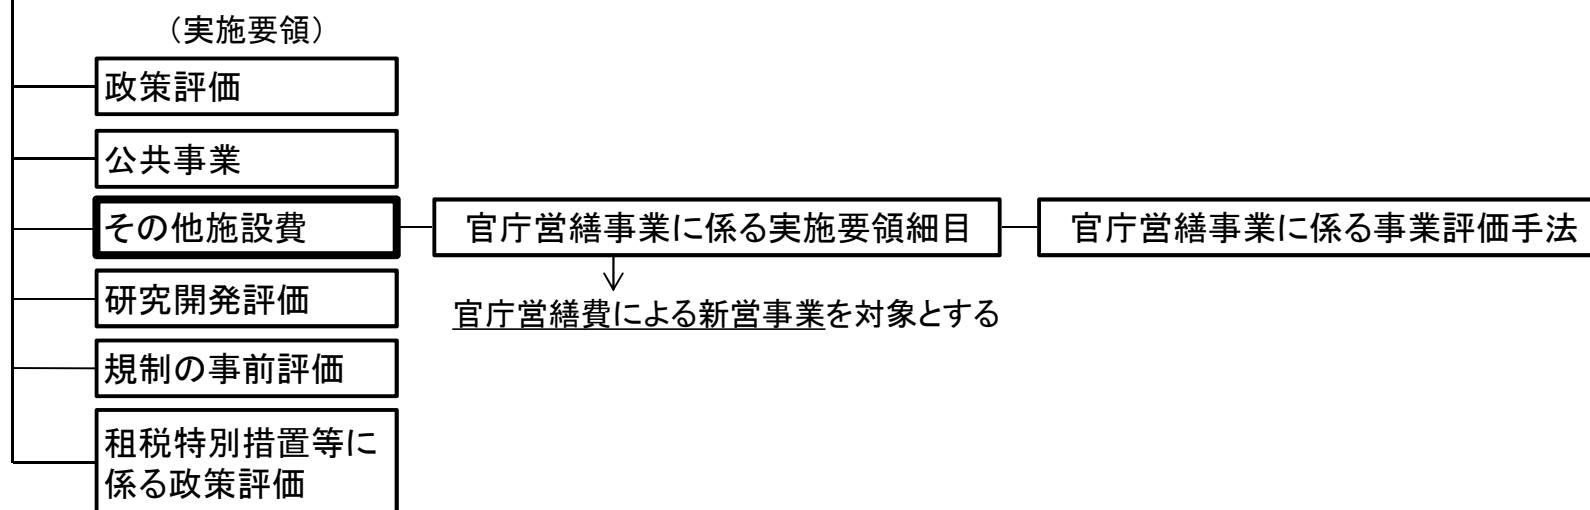 （実施要領）
政策評価
公共事業
その他施設費
官庁営繕事業に係る実施要領細目
官庁営繕事業に係る事業評価手法
官庁営繕費による新営事業を対象とする
研究開発評価
規制の事前評価
租税特別措置等に
係る政策評価